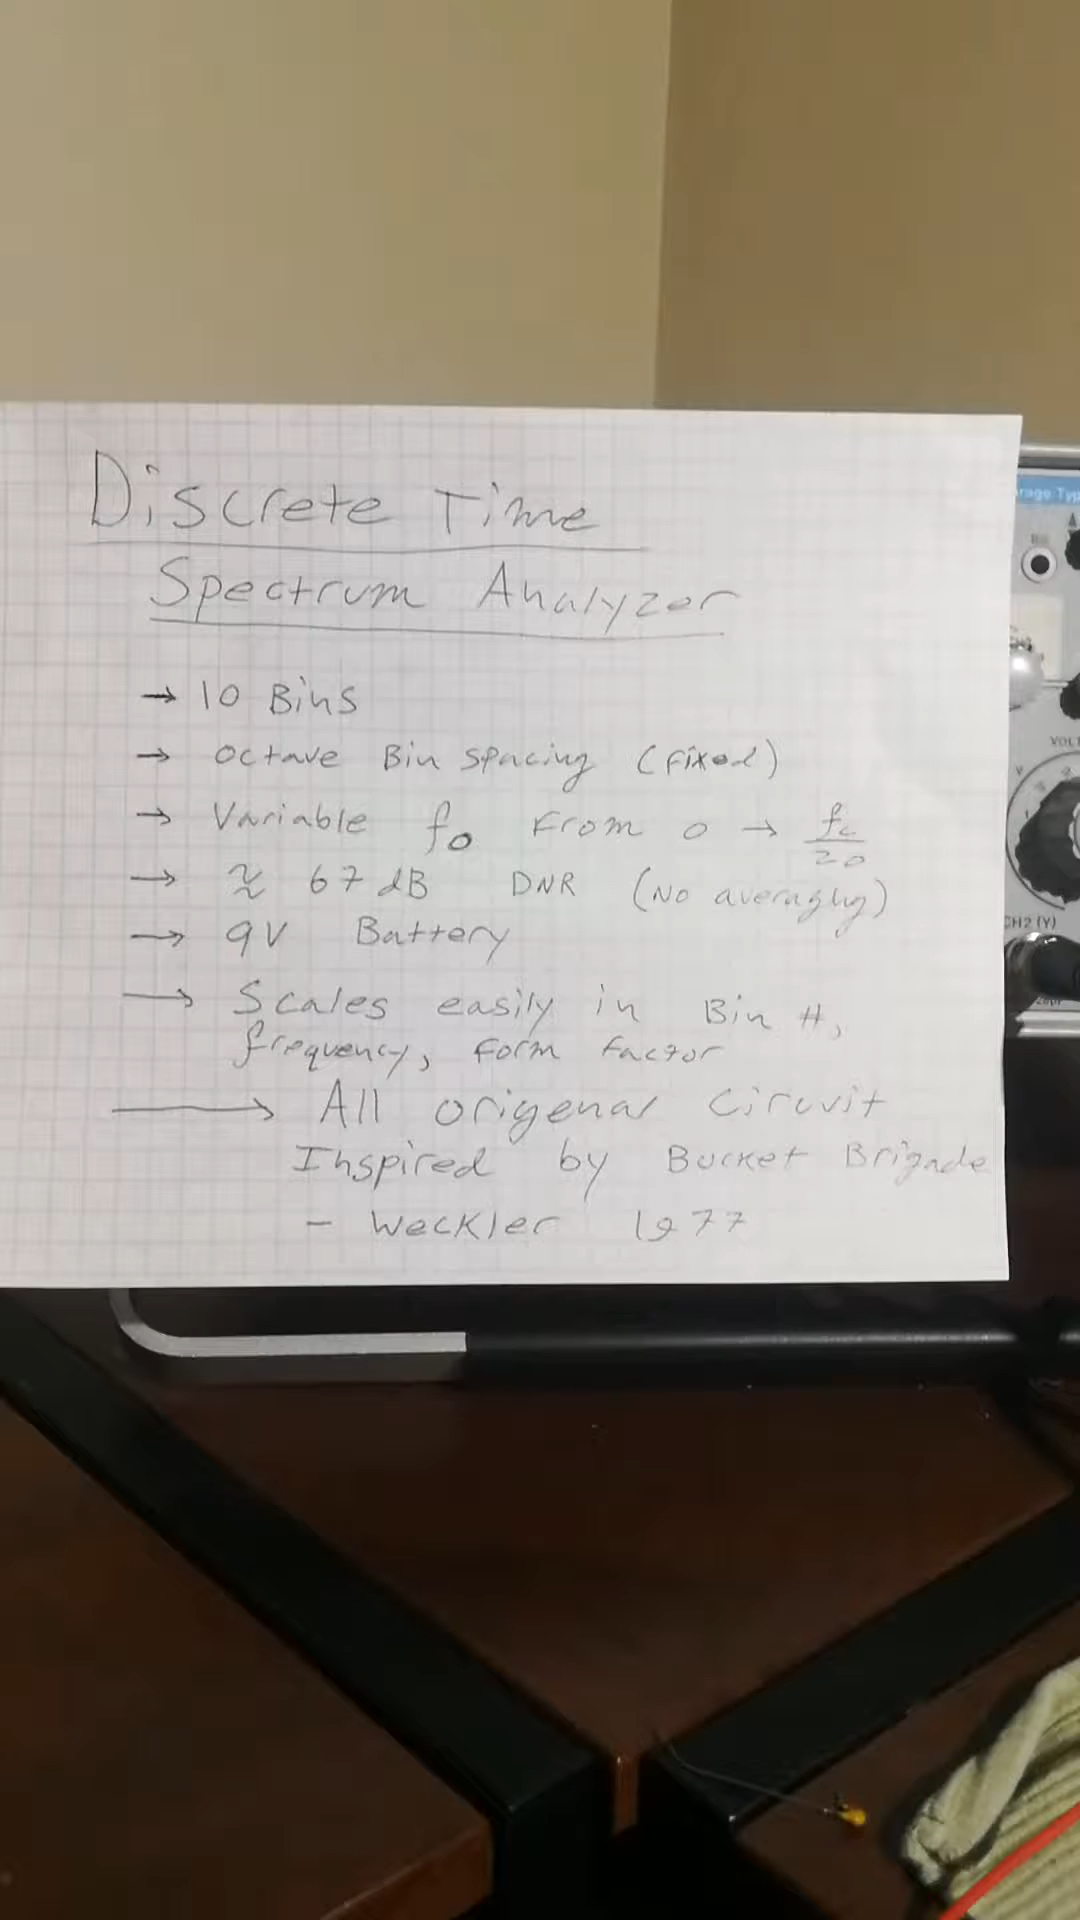 Discrete Time
Spectrum Analyzer
→ 10 Bins
→ octave Bin spacing (fixed)
→ Variable f₀ from 0 → fc/20
→ ≈ 67 dB DNR (No averaging)
→ 9V Battery
→ Scales easily in Bin #,
frequency, form factor
→ All origenal Circuit
Inspired by Bucket Brigade
- Weckler 1977
VOLT
CH2 (Y)